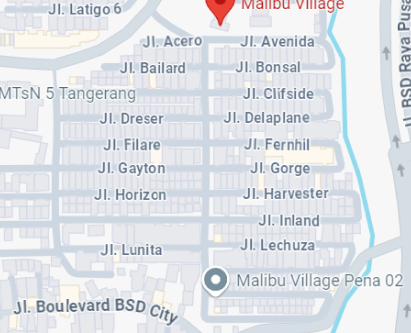 Malibu Village
Jl. Latigo 6
Jl. Acero
Jl. Avenida
Jl. Bailard
Jl. Bonsal
MTsN 5 Tangerang
Jl. Clifside
Jl. Dreser
Jl. Delaplane
Jl. Filare
Jl. Fernhil
Jl. Gayton
Jl. Gorge
Jl. Horizon
Jl. Harvester
Jl. Inland
Jl. Lunita
Jl. Lechuza
Malibu Village Pena 02
Jl. Boulevard BSD City
Jl. BSD Raya Pusa